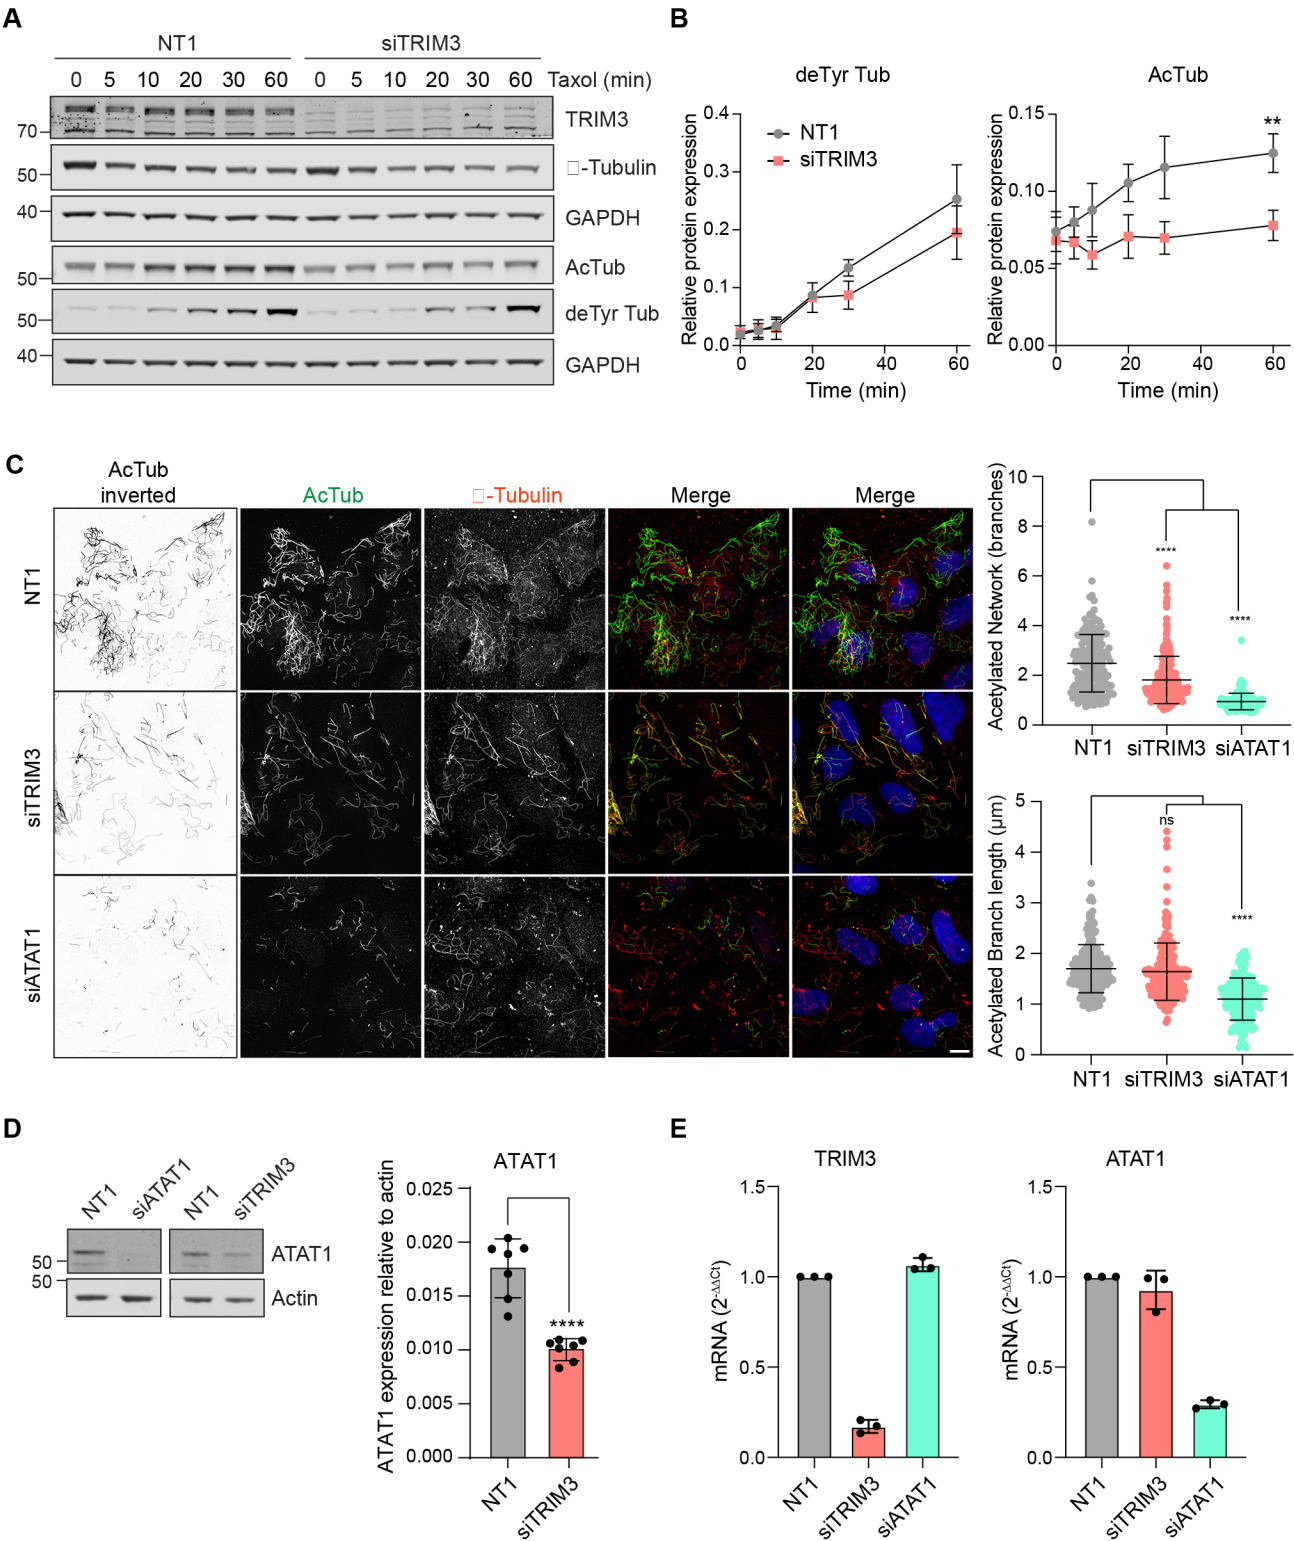 A
NT1 siTRIM3
0 5 10 20 30 60 0 5 10 20 30 60 Taxol (min)
70 TRIM3
50 □-Tubulin
40 GAPDH
50 AcTub
50 deTyr Tub
40 GAPDH
B
deTyr Tub
Relative protein expression
0.4
0.3
0.2
0.1
0.0
NT1
siTRIM3
0 20 40 60
Time (min)
AcTub
Relative protein expression
0.15
0.10
0.05
0.00
**
0 20 40 60
Time (min)
C
AcTub
inverted
AcTub
□-Tubulin
Merge
Merge
NT1
siTRIM3
siATAT1
Acetylated Network (branches)
10
8
6
4
2
0
****
****
NT1 siTRIM3 siATAT1
Acetylated Branch length (μm)
5
4
3
2
1
0
ns
****
NT1 siTRIM3 siATAT1
D
NT1 siATAT1 NT1 siTRIM3
50 ATAT1
50 Actin
ATAT1
ATAT1 expression relative to actin
0.025
0.020
0.015
0.010
0.005
0.000
****
NT1 siTRIM3
E
TRIM3
mRNA (2-ΔΔCt)
1.5
1.0
0.5
0.0
NT1 siTRIM3 siATAT1
ATAT1
mRNA (2-ΔΔCt)
1.5
1.0
0.5
0.0
NT1 siTRIM3 siATAT1